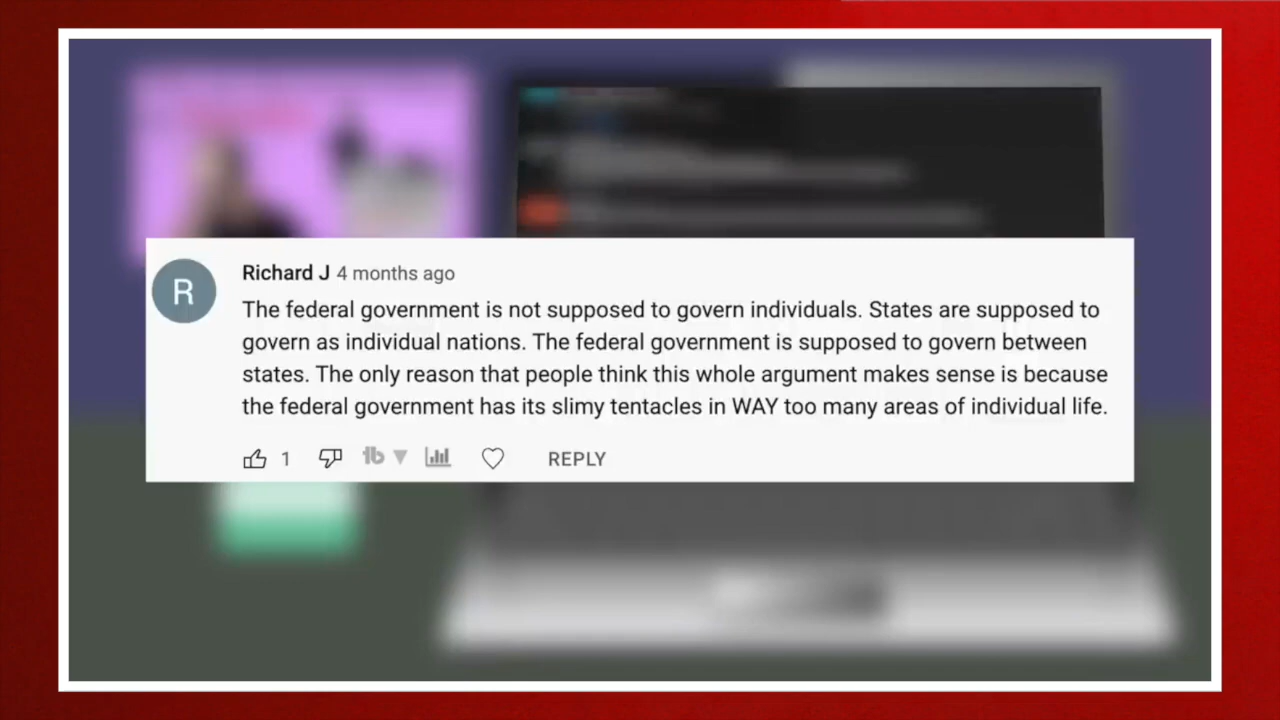 R
Richard J 4 months ago
The federal government is not supposed to govern individuals. States are supposed to
govern as individual nations. The federal government is supposed to govern between
states. The only reason that people think this whole argument makes sense is because
the federal government has its slimy tentacles in WAY too many areas of individual life.
1 tb REPLY